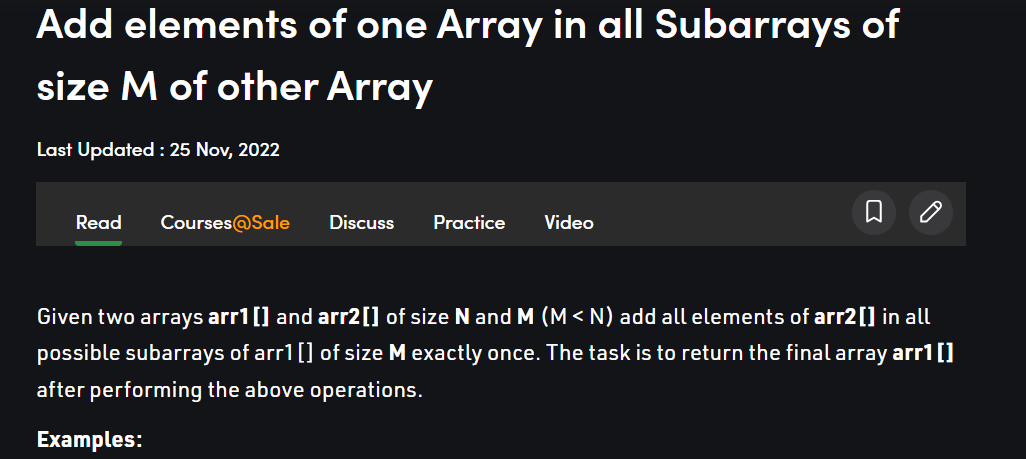 Add elements of one Array in all Subarrays of
size M of other Array
Last Updated : 25 Nov, 2022
Read Courses@Sale Discuss Practice Video
Given two arrays arr1[] and arr2[] of size N and M (M < N) add all elements of arr2[] in all
possible subarrays of arr1[] of size M exactly once. The task is to return the final array arr1[]
after performing the above operations.
Examples: